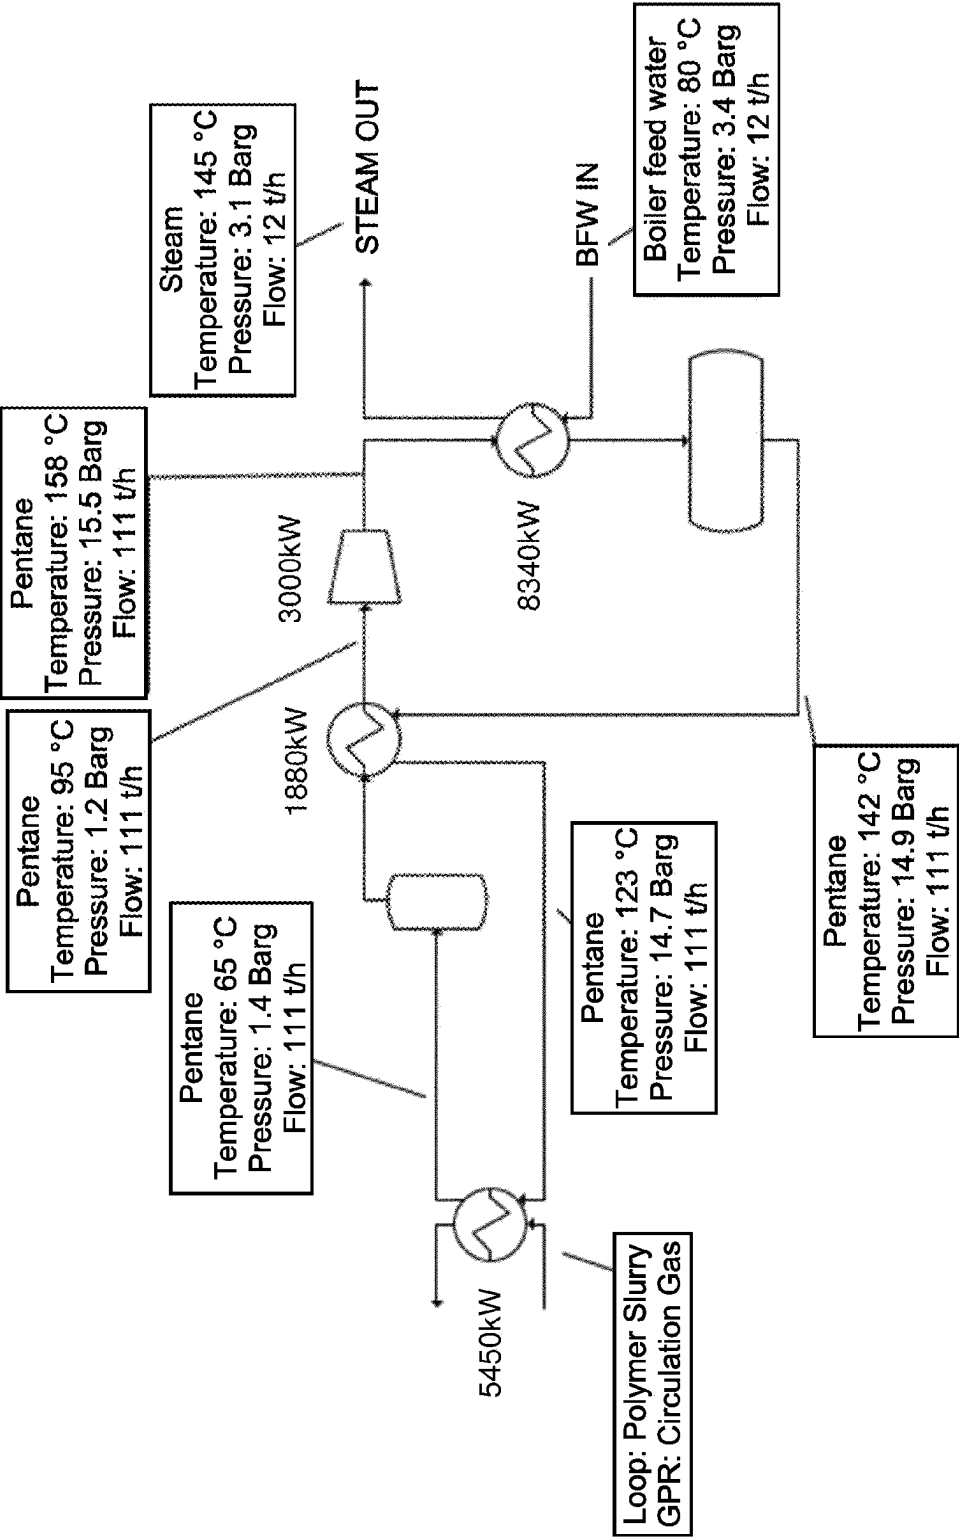 Pentane
Temperature: 95 °C
Pressure: 1.2 Barg
Flow: 111 t/h
Pentane
Temperature: 158 °C
Pressure: 15.5 Barg
Flow: 111 t/h
Steam
Temperature: 145 °C
Pressure: 3.1 Barg
Flow: 12 t/h
Pentane
Temperature: 65 °C
Pressure: 1.4 Barg
Flow: 111 t/h
1880kW
3000kW
STEAM OUT
5450kW
8340kW
BFW IN
Loop: Polymer Slurry
GPR: Circulation Gas
Pentane
Temperature: 123 °C
Pressure: 14.7 Barg
Flow: 111 t/h
Boiler feed water
Temperature: 80 °C
Pressure: 3.4 Barg
Flow: 12 t/h
Pentane
Temperature: 142 °C
Pressure: 14.9 Barg
Flow: 111 t/h